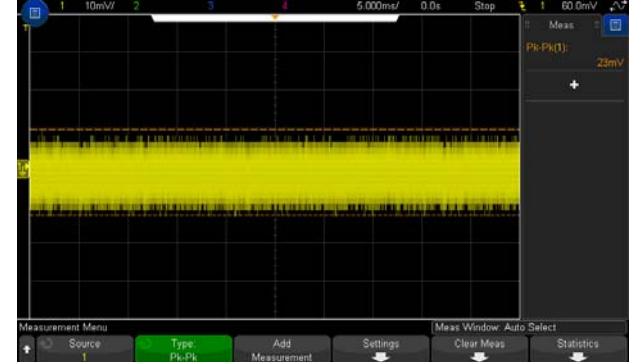 1 10mV/ 2 3 4 5.000ms/ 0.0s Stop 1 60.0mV
Meas
Pk-Pk(1):
23mV
+
Measurement Menu Meas Window: Auto Select
Source Type: Add Settings Clear Meas Statistics
1 Pk-Pk Measurement